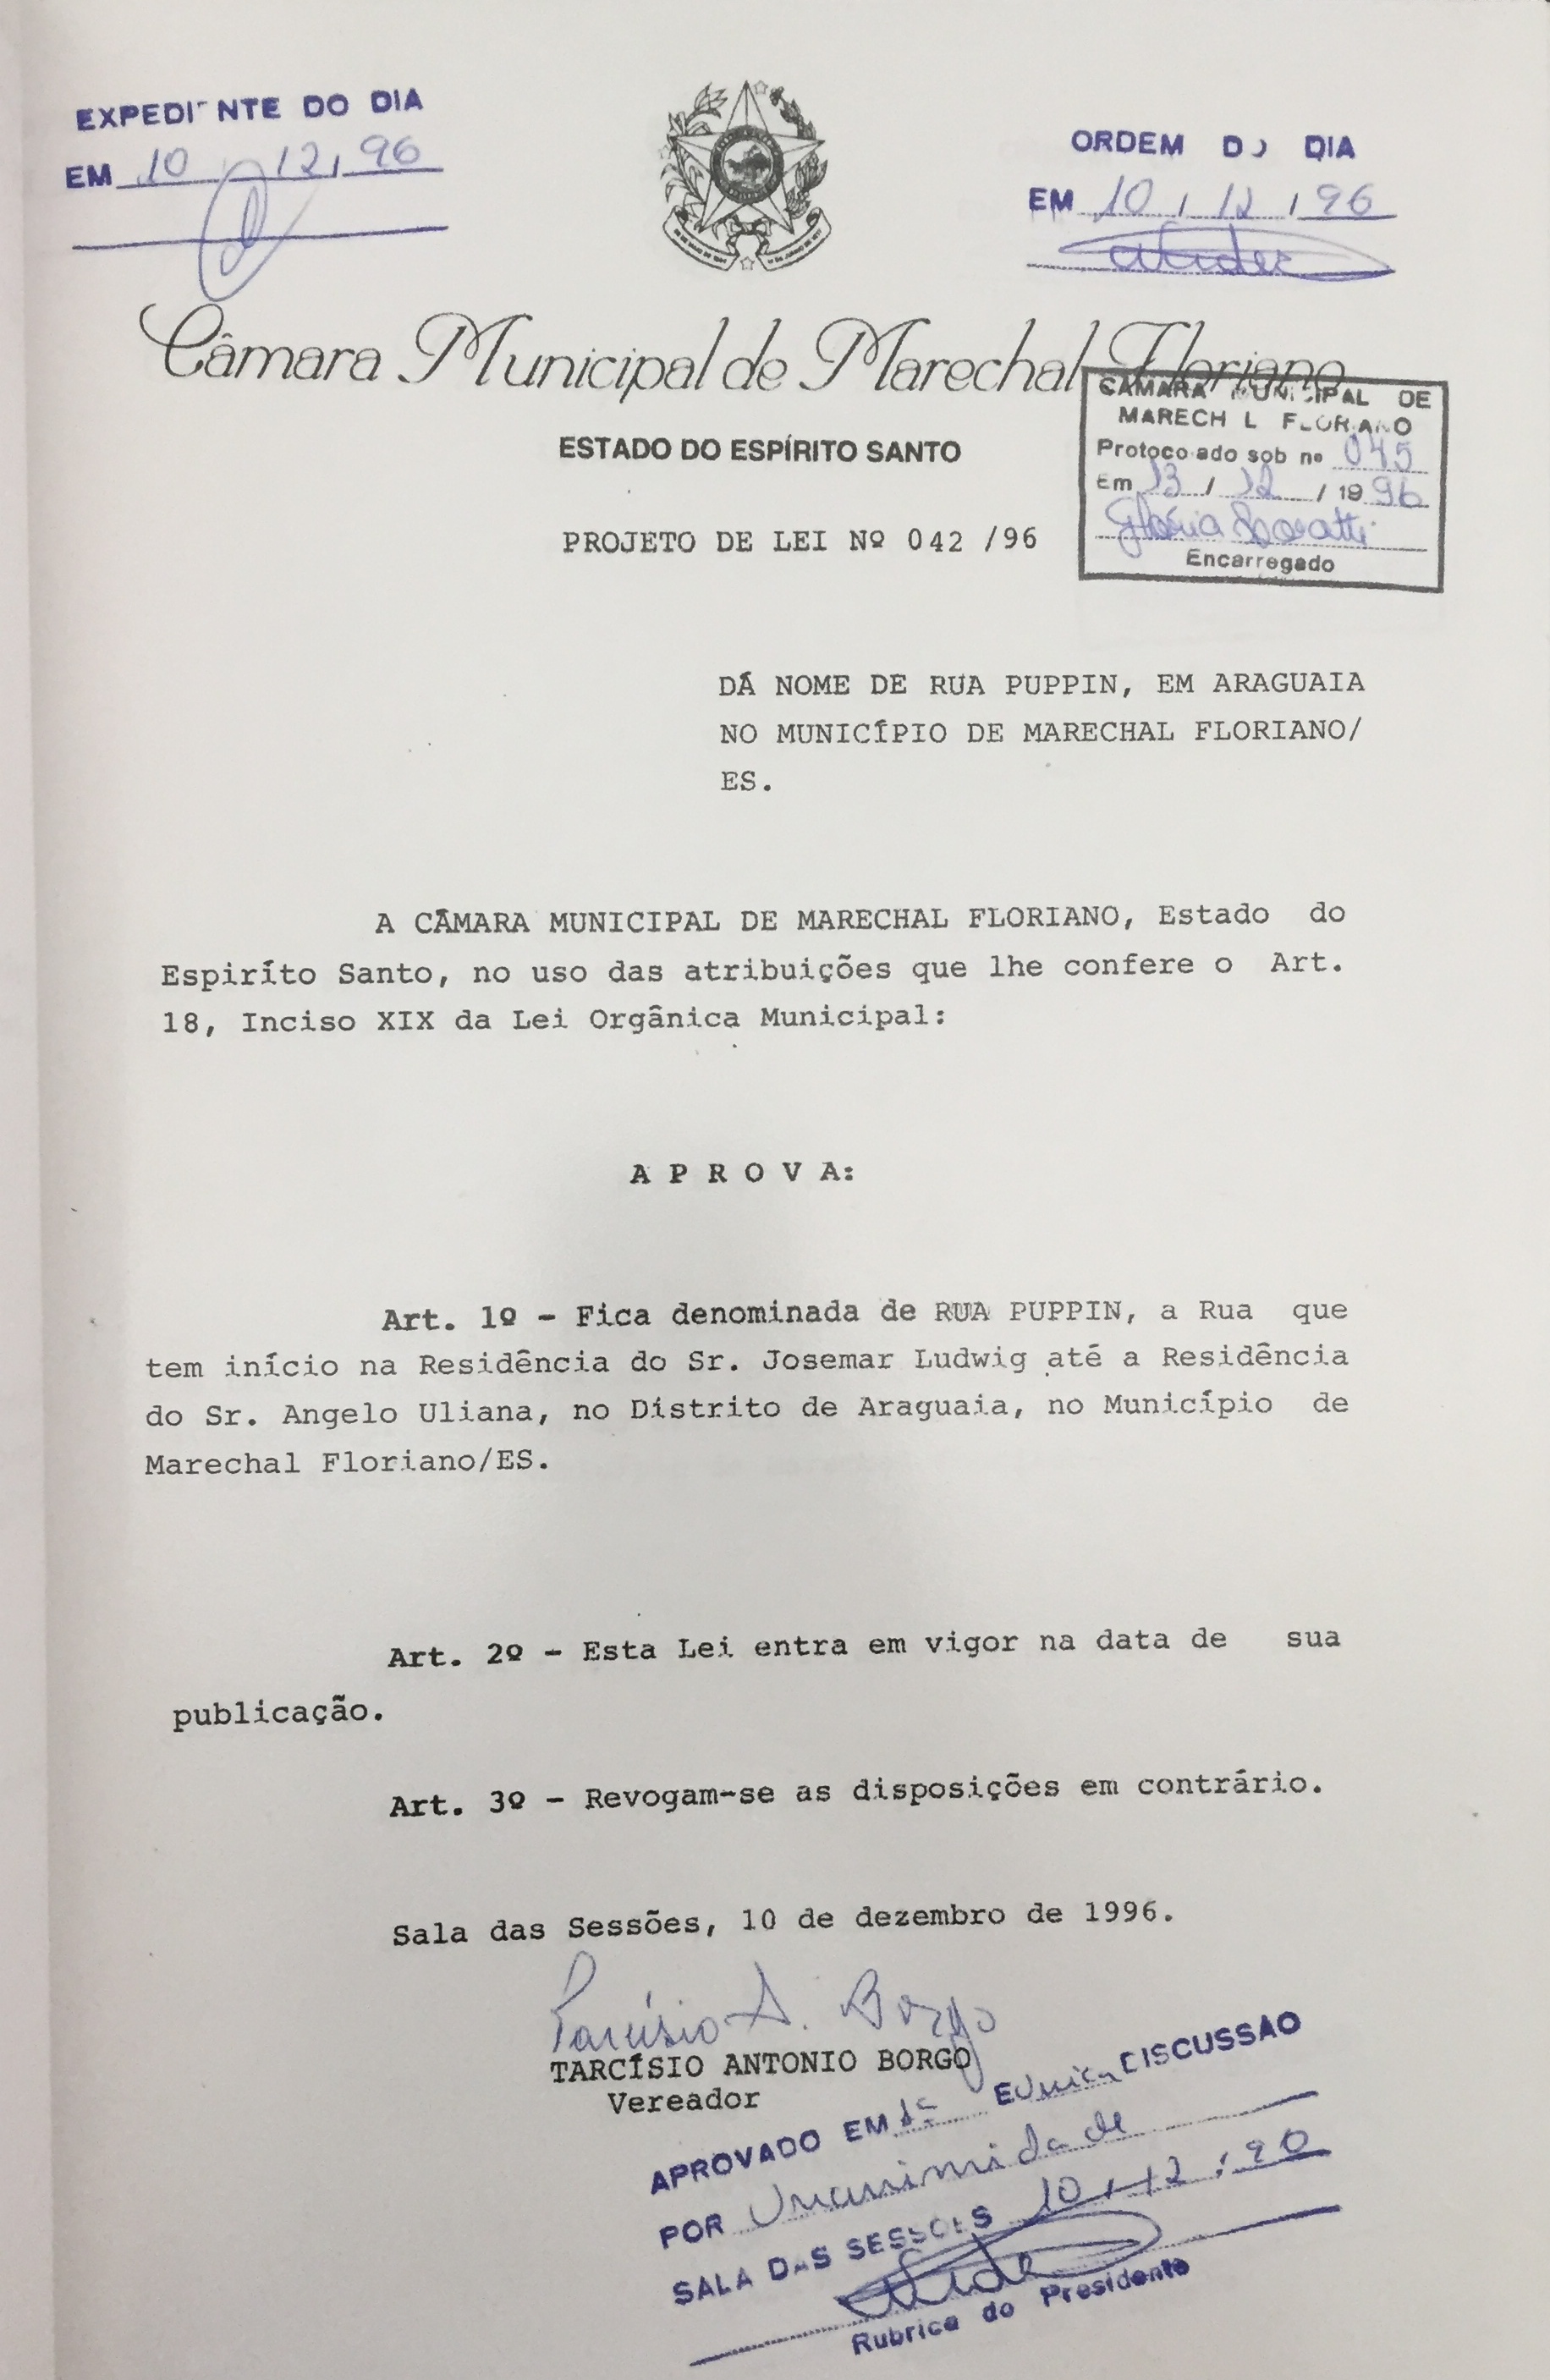 EXPEDI NTE DO DIA
EM 10 / 12 / 96
ORDEM DO DIA
EM 10 / 12 / 96
Câmara Municipal de Marechal Floriano
ESTADO DO ESPÍRITO SANTO
CÂMARA MUNICIPAL DE
MARECH L FLORIANO
Protoco ado sob nº 045
Em 13 / 12 / 1996
Encarregado
PROJETO DE LEI Nº 042 /96
DÁ NOME DE RUA PUPPIN, EM ARAGUAIA
NO MUNICÍPIO DE MARECHAL FLORIANO/
ES.
A CÂMARA MUNICIPAL DE MARECHAL FLORIANO, Estado do
Espiríto Santo, no uso das atribuições que lhe confere o Art.
18, Inciso XIX da Lei Orgânica Municipal:
A P R O V A:
Art. 1º - Fica denominada de RUA PUPPIN, a Rua que
tem início na Residência do Sr. Josemar Ludwig até a Residência
do Sr. Angelo Uliana, no Distrito de Araguaia, no Município de
Marechal Floriano/ES.
Art. 2º - Esta Lei entra em vigor na data de sua
publicação.
Art. 3º - Revogam-se as disposições em contrário.
Sala das Sessões, 10 de dezembro de 1996.
Tarcísio A. Borgo
TARCÍSIO ANTONIO BORGO
Vereador
APROVADO EM 1ª E Única DISCUSSAO
POR Unanimidade
SALA DAS SESSOES 10 / 12 / 90
Rubrica do Presidente